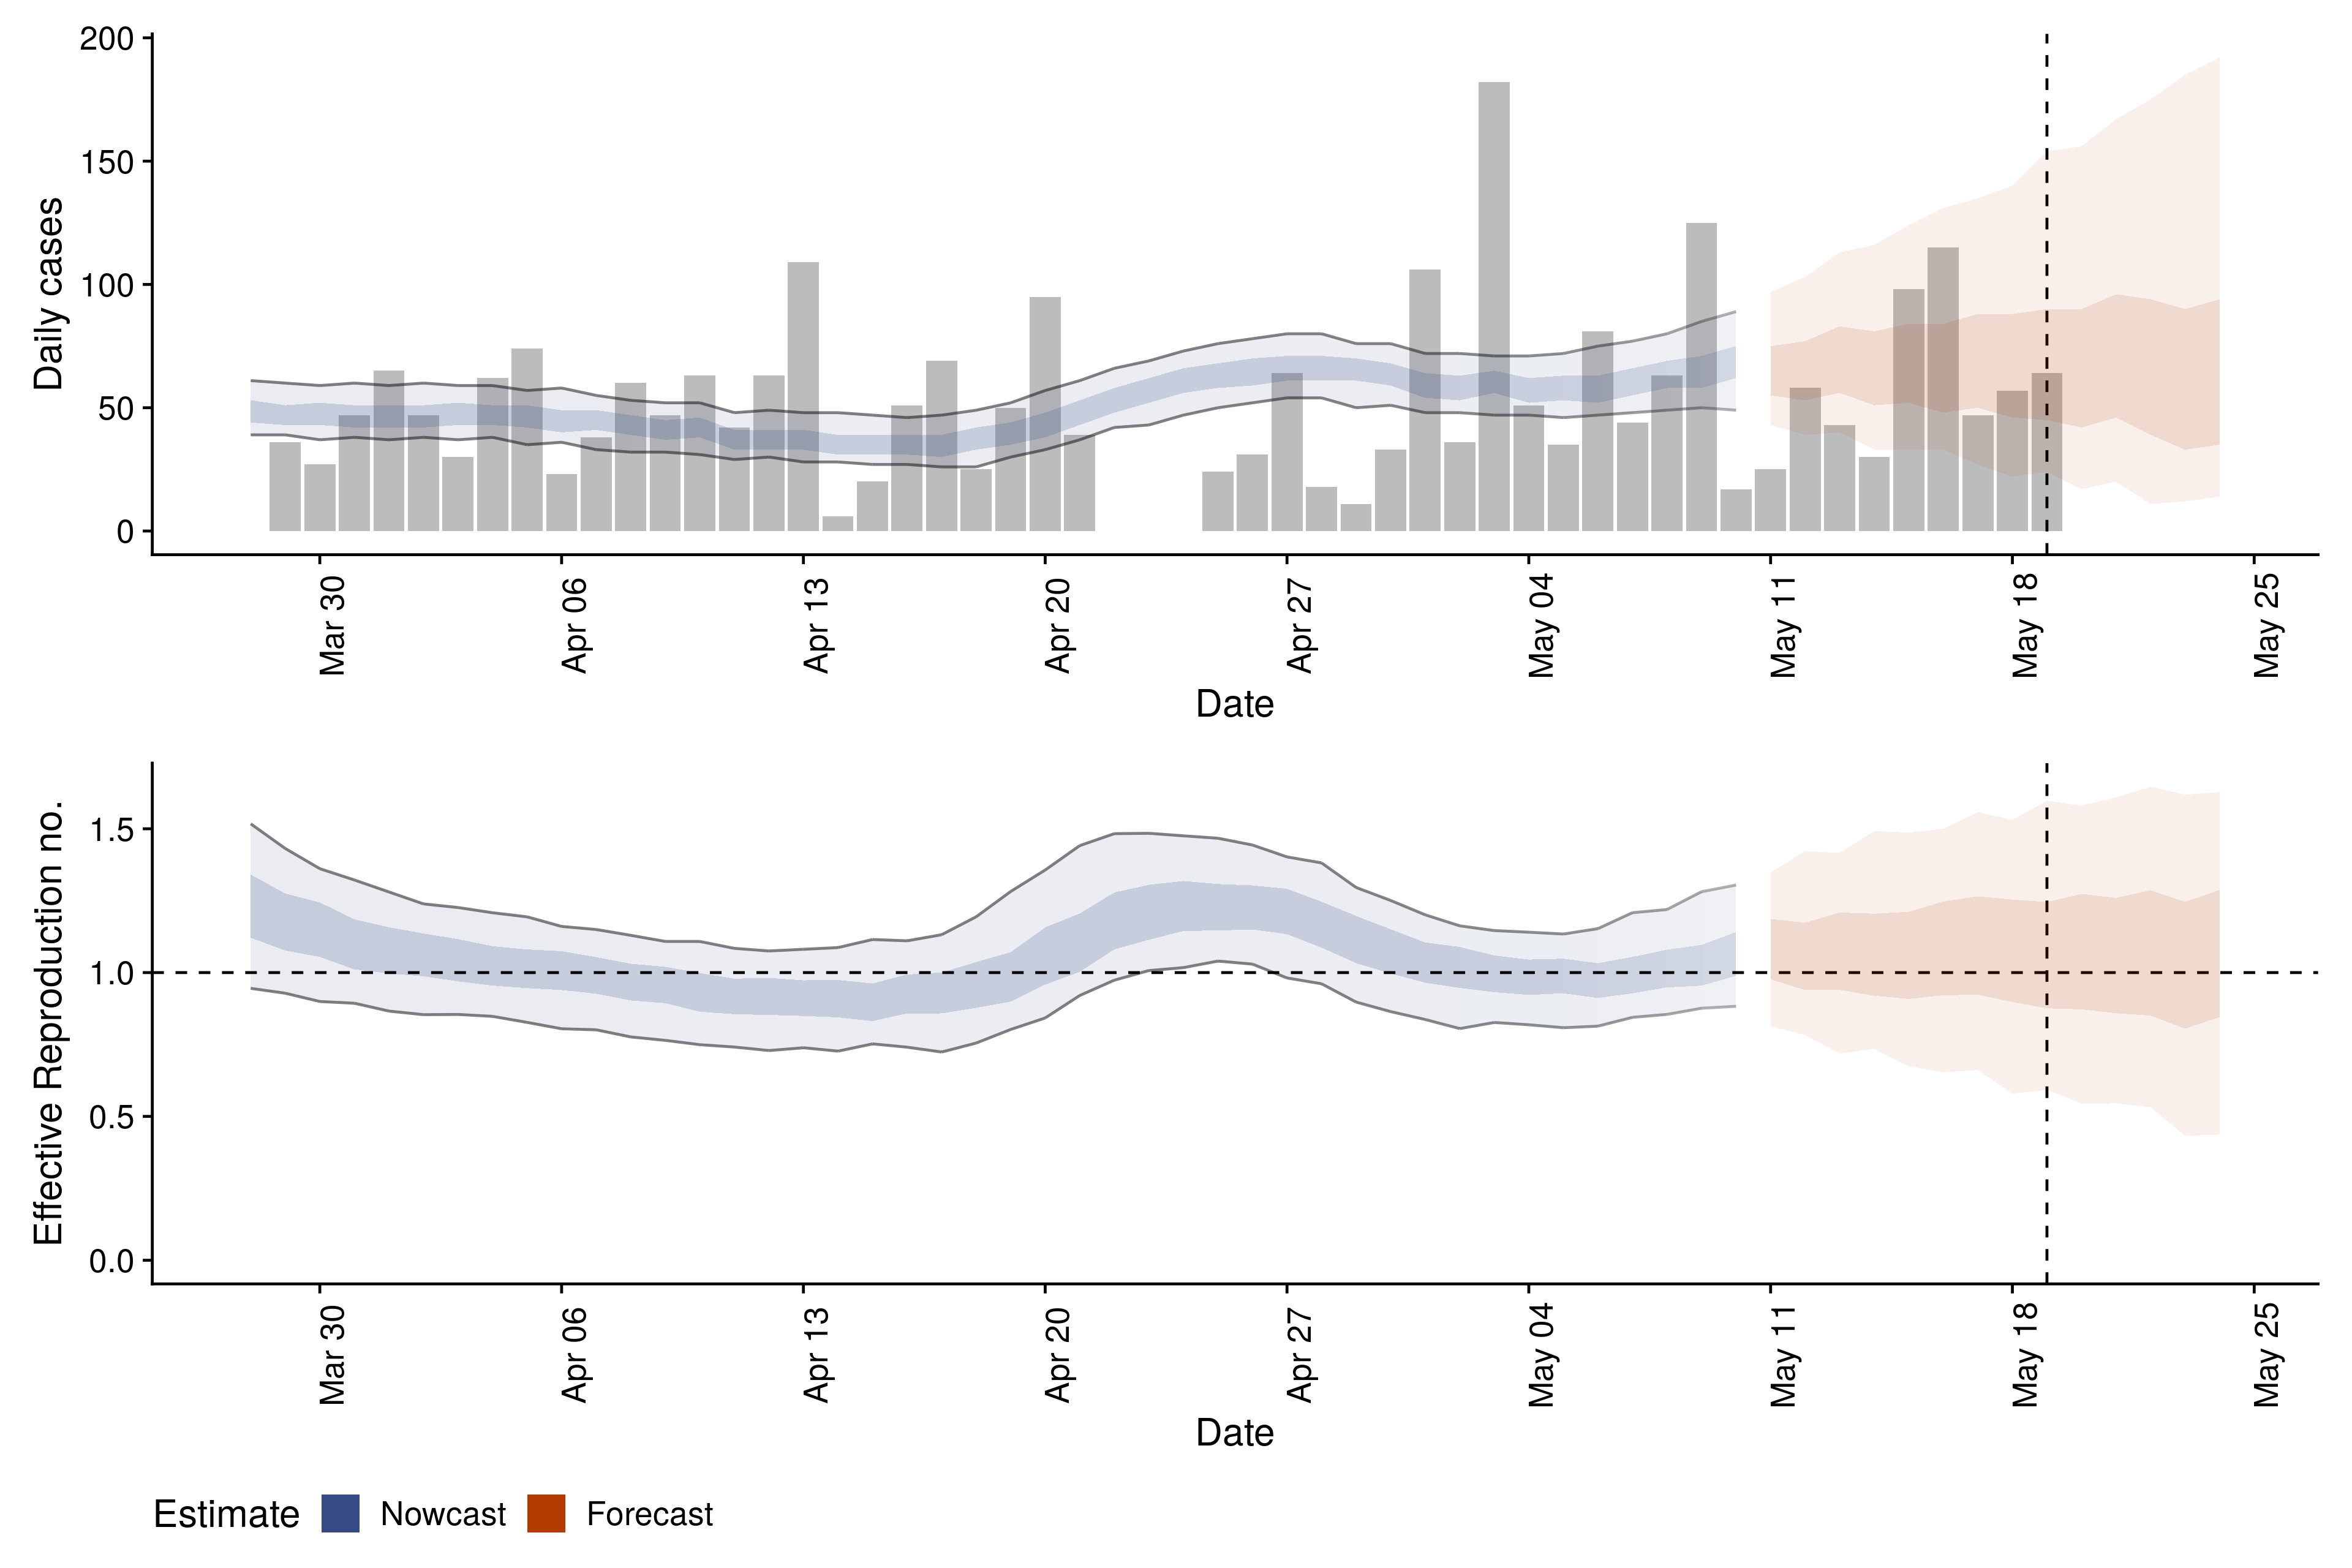 200
150
100
50
0
Daily cases
Mar 30
Apr 06
Apr 13
Apr 20
Apr 27
May 04
May 11
May 18
May 25
Date
1.5
1.0
0.5
0.0
Effective Reproduction no.
Mar 30
Apr 06
Apr 13
Apr 20
Apr 27
May 04
May 11
May 18
May 25
Date
Estimate Nowcast Forecast